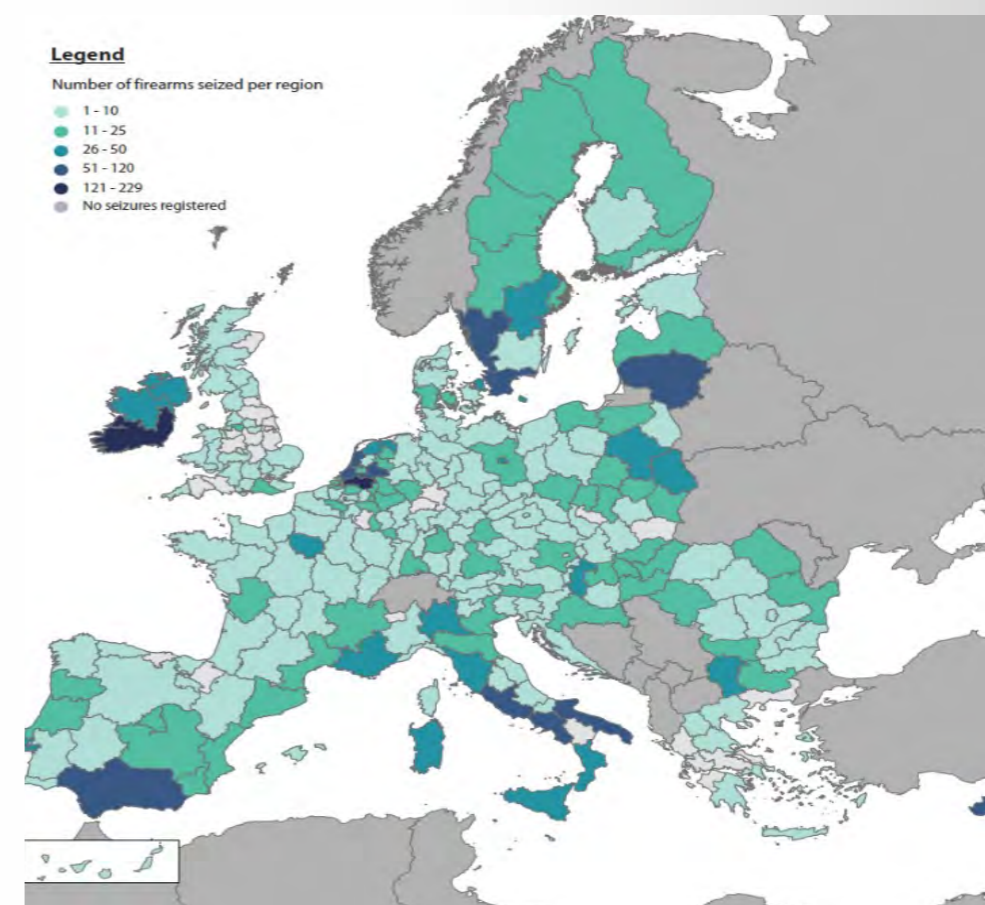 Legend
Number of firearms seized per region
1 - 10
11 - 25
26 - 50
51 - 120
121 - 229
No seizures registered